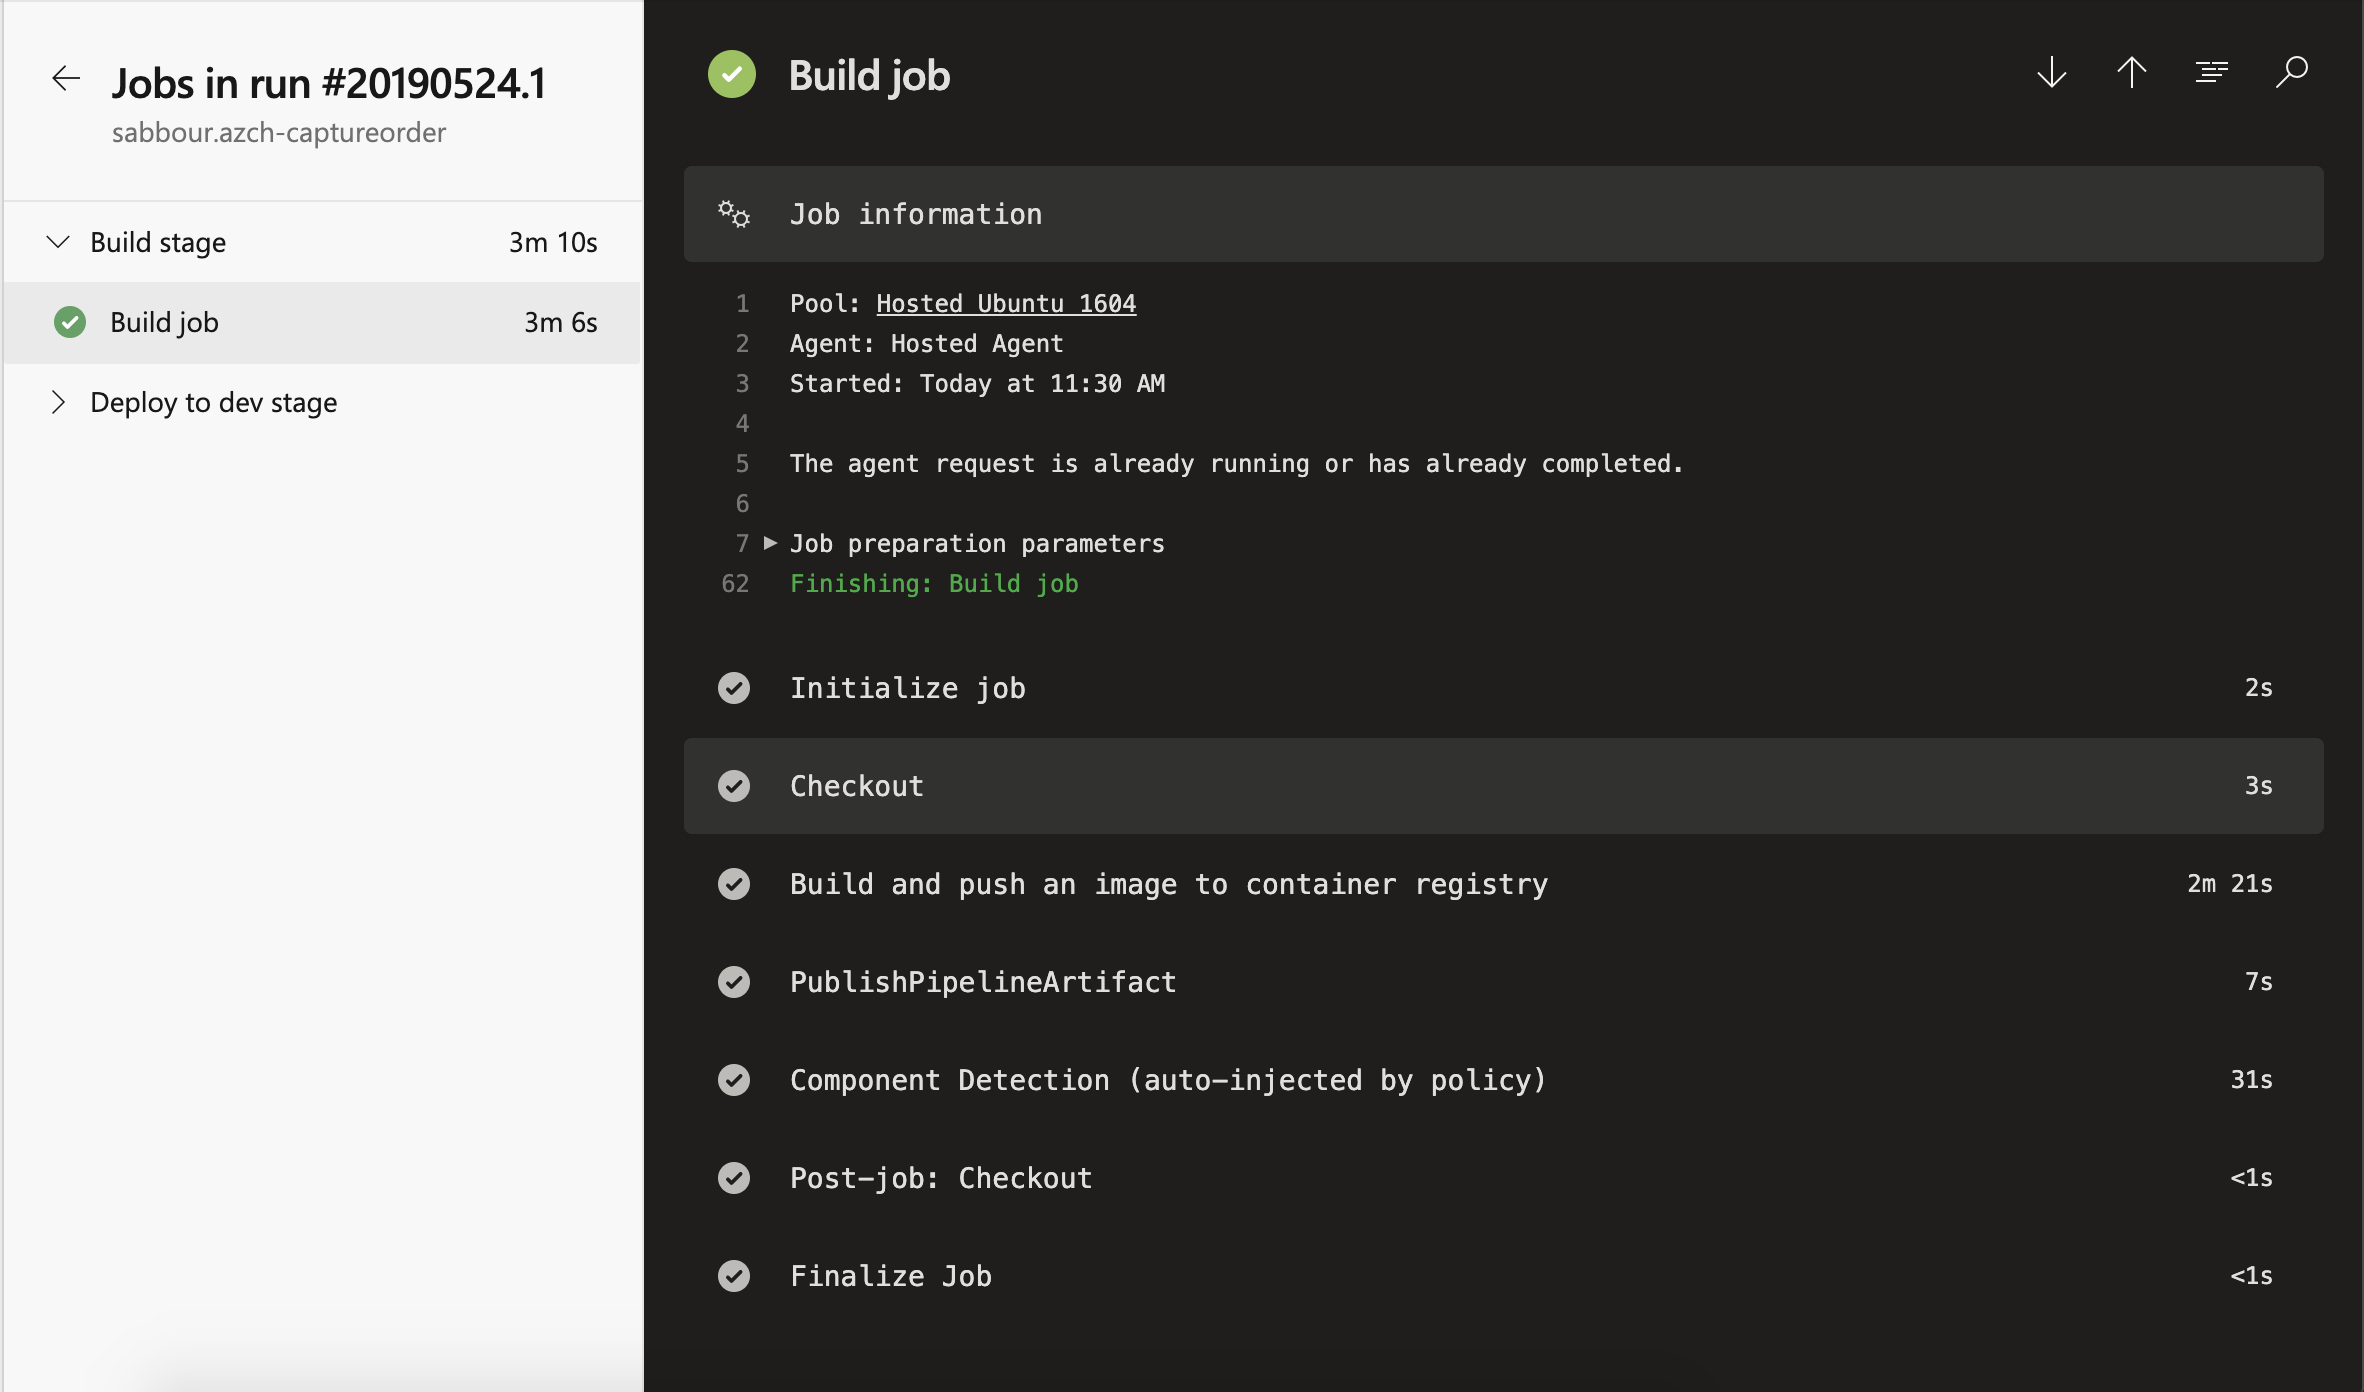 Jobs in run #20190524.1
sabbour.azch-captureorder
Build stage 3m 10s
Build job 3m 6s
Deploy to dev stage
Build job
Job information
1 Pool: Hosted Ubuntu 1604
2 Agent: Hosted Agent
3 Started: Today at 11:30 AM
4
5 The agent request is already running or has already completed.
6
7 Job preparation parameters
62 Finishing: Build job
Initialize job 2s
Checkout 3s
Build and push an image to container registry 2m 21s
PublishPipelineArtifact 7s
Component Detection (auto-injected by policy) 31s
Post-job: Checkout <1s
Finalize Job <1s